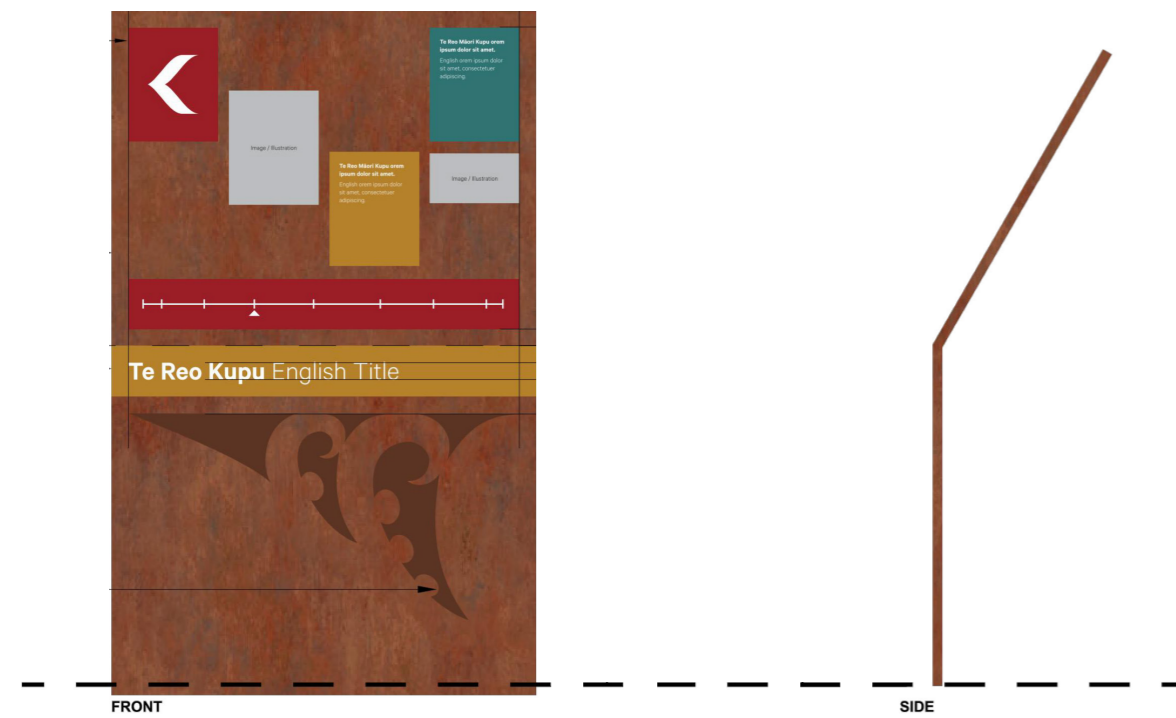 Te Reo Māori Kupu orem
ipsum dolor sit amet.
English orem ipsum dolor
sit amet, consectetuer
adipiscing
Image / Illustration
Te Reo Māori Kupu orem
ipsum dolor sit amet.
English orem ipsum dolor
sit amet, consectetuer
adipiscing
Image / Illustration
Te Reo Kupu English Title
FRONT
SIDE